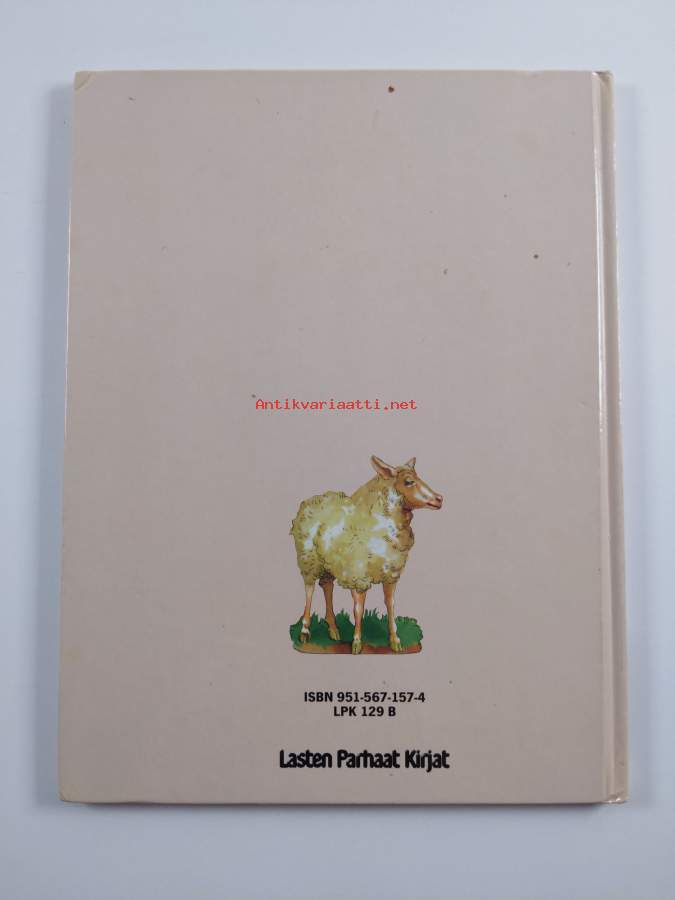 Antikvariaatti.net
ISBN 951-567-157-4
LPK 129 B
Lasten Parhaat Kirjat